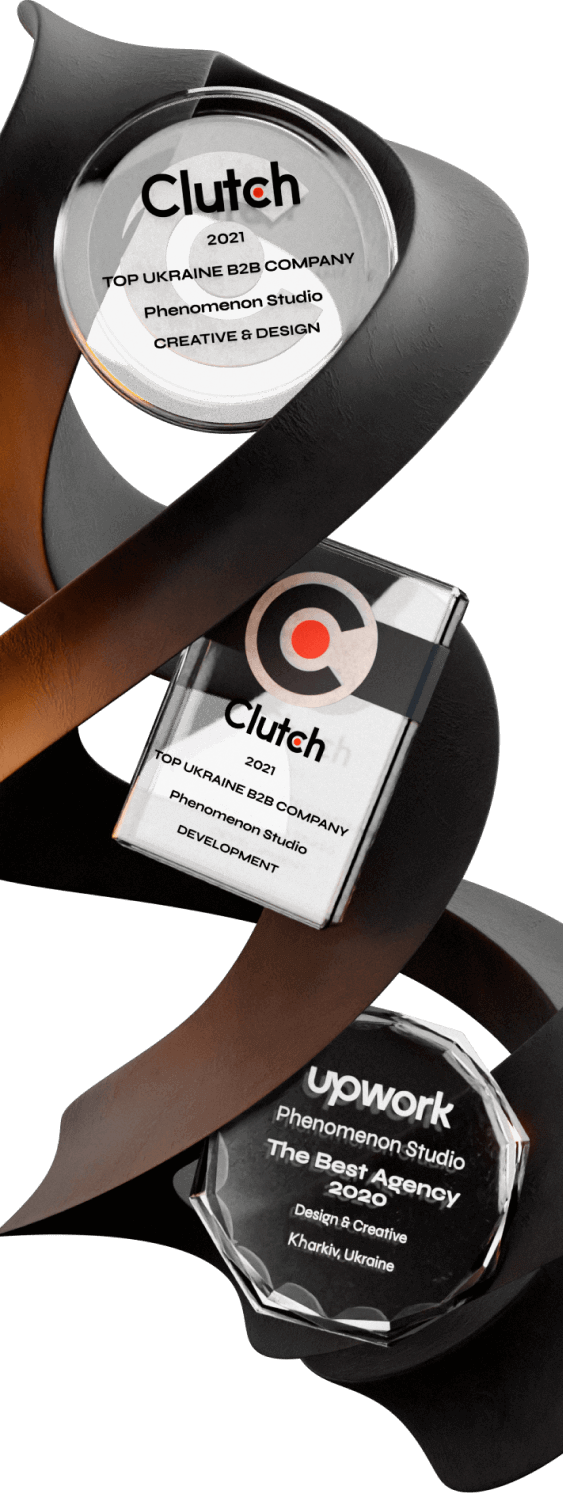 Clutch
2021
TOP UKRAINE B2B COMPANY
Phenomenon Studio
CREATIVE & DESIGN
Clutch
2021
TOP UKRAINE B2B COMPANY
Phenomenon Studio
DEVELOPMENT
upwork
Phenomenon Studio
The Best Agency
2020
Design & Creative
Kharkiv, Ukraine